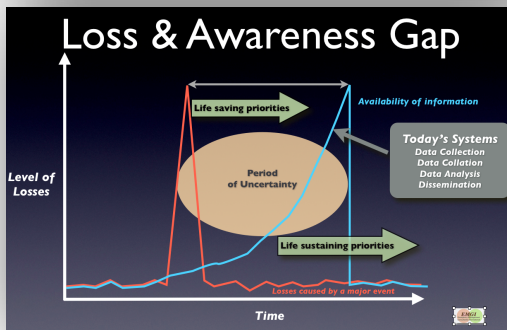 Loss & Awareness Gap
Life saving priorities
Availability of information
Today's Systems
Data Collection
Data Collation
Data Analysis
Dissemination
Level of
Losses
Period
of Uncertainty
Life sustaining priorities
Losses caused by a major event
Time
EMGI